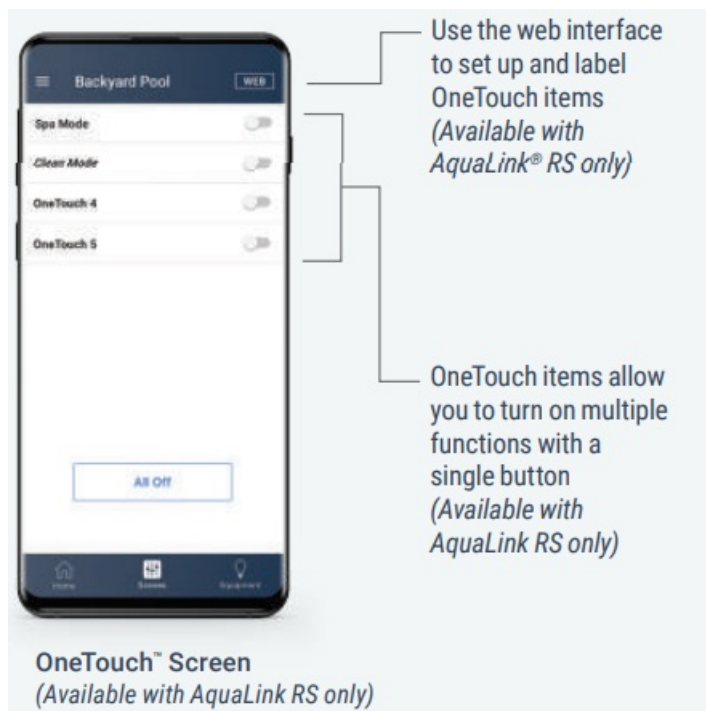 Backyard Pool
WEB
Spa Mode
Clean Mode
OneTouch 4
OneTouch 5
All Off
Home
Scenes
Equipment
Use the web interface
to set up and label
OneTouch items
(Available with
AquaLink® RS only)
OneTouch items allow
you to turn on multiple
functions with a
single button
(Available with
AquaLink RS only)
OneTouch™ Screen
(Available with AquaLink RS only)